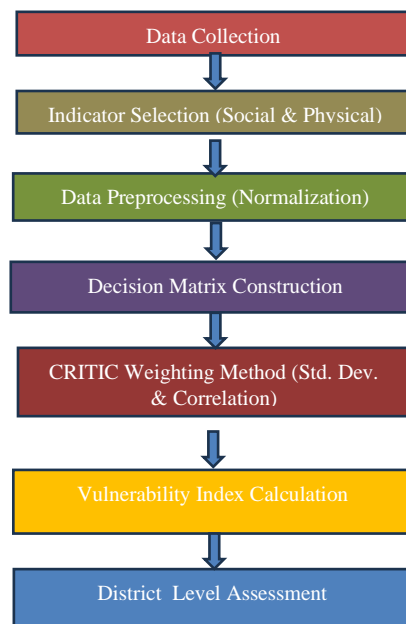 Data Collection
Indicator Selection (Social & Physical)
Data Preprocessing (Normalization)
Decision Matrix Construction
CRITIC Weighting Method (Std. Dev.
& Correlation)
Vulnerability Index Calculation
District Level Assessment